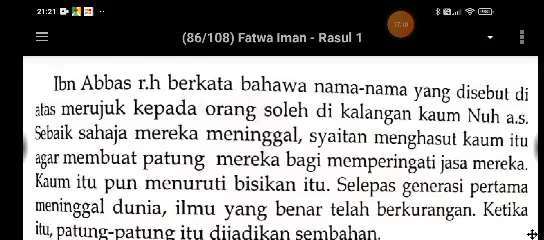 21:21
17:10
(86/108) Fatwa Iman - Rasul 1
Ibn Abbas r.h berkata bahawa nama-nama yang disebut di
atas merujuk kepada orang soleh di kalangan kaum Nuh a.s.
Sebaik sahaja mereka meninggal, syaitan menghasut kaum itu
agar membuat patung mereka bagi memperingati jasa mereka.
Kaum itu pun menuruti bisikan itu. Selepas generasi pertama
meninggal dunia, ilmu yang benar telah berkurangan. Ketika
itu, patung-patung itu dijadikan sembahan.